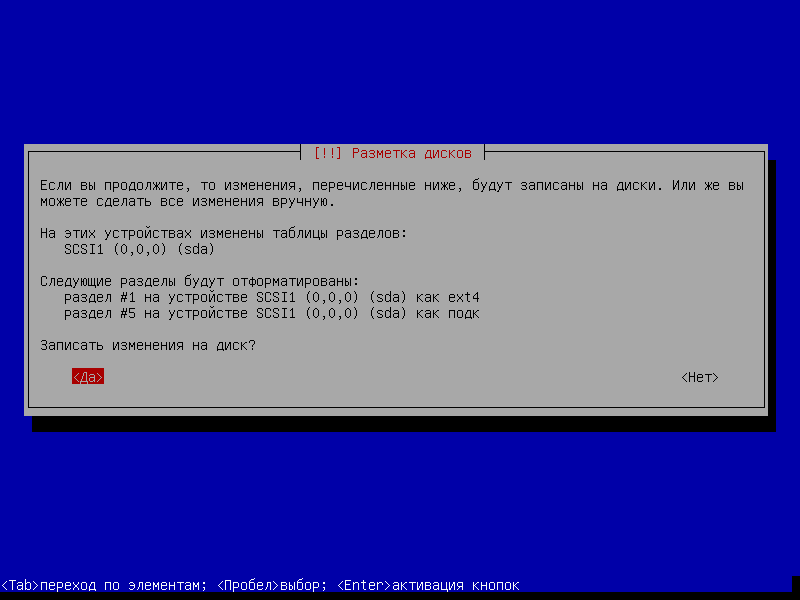 [!!] Разметка дисков
Если вы продолжите, то изменения, перечисленные ниже, будут записаны на диски. Или же вы
можете сделать все изменения вручную.
На этих устройствах изменены таблицы разделов:
SCSI1 (0,0,0) (sda)
Следующие разделы будут отформатированы:
раздел #1 на устройстве SCSI1 (0,0,0) (sda) как ext4
раздел #5 на устройстве SCSI1 (0,0,0) (sda) как подк
Записать изменения на диск?
<Да> <Нет>
<Tab>переход по элементам; <Пробел>выбор; <Enter>активация кнопок